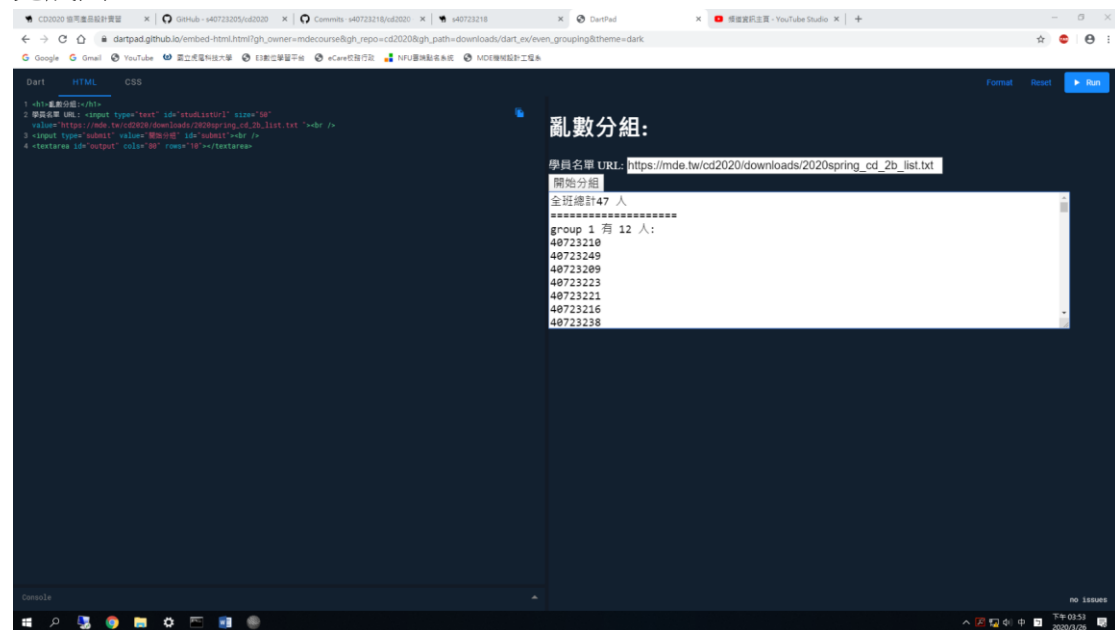 CD2020 協同產品設計實習
GitHub - s40723205/cd2020
Commits · s40723218/cd2020
s40723218
DartPad
頻道資訊主頁 - YouTube Studio
dartpad.github.io/embed-html.html?gh_owner=mdecourse&gh_repo=cd2020&gh_path=downloads/dart_ex/even_grouping&theme=dark
Google Gmail YouTube 國立虎尾科技大學 E3數位學習平台 eCare校務行政 MDE機械設計工程系
Dart HTML CSS
Format Reset Run
1 <h1>亂數分組:</h1>
2 學員名單 URL: <input type="text" id="studListUrl" size="50"
value="https://mde.tw/cd2020/downloads/2020spring_cd_2b_list.txt "><br />
3 <input type="submit" value="開始分組" id="submit"><br />
4 <textarea id="output" cols="80" rows="10"></textarea>
亂數分組:
學員名單 URL: https://mde.tw/cd2020/downloads/2020spring_cd_2b_list.txt
開始分組
全班總計47 人
====================
group 1 有 12 人:
40723210
40723249
40723209
40723223
40723221
40723216
40723238
Console
no issues
中
下午 03:53
2020/3/26